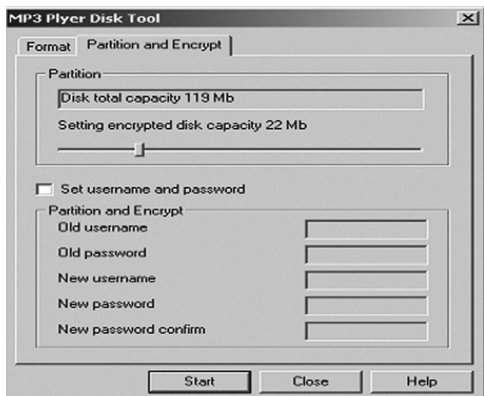 MP3 Plyer Disk Tool
Format Partition and Encrypt
Partition
Disk total capacity 119 Mb
Setting encrypted disk capacity 22 Mb
Set username and password
Partition and Encrypt
Old username
Old password
New username
New password
New password confirm
Start Close Help